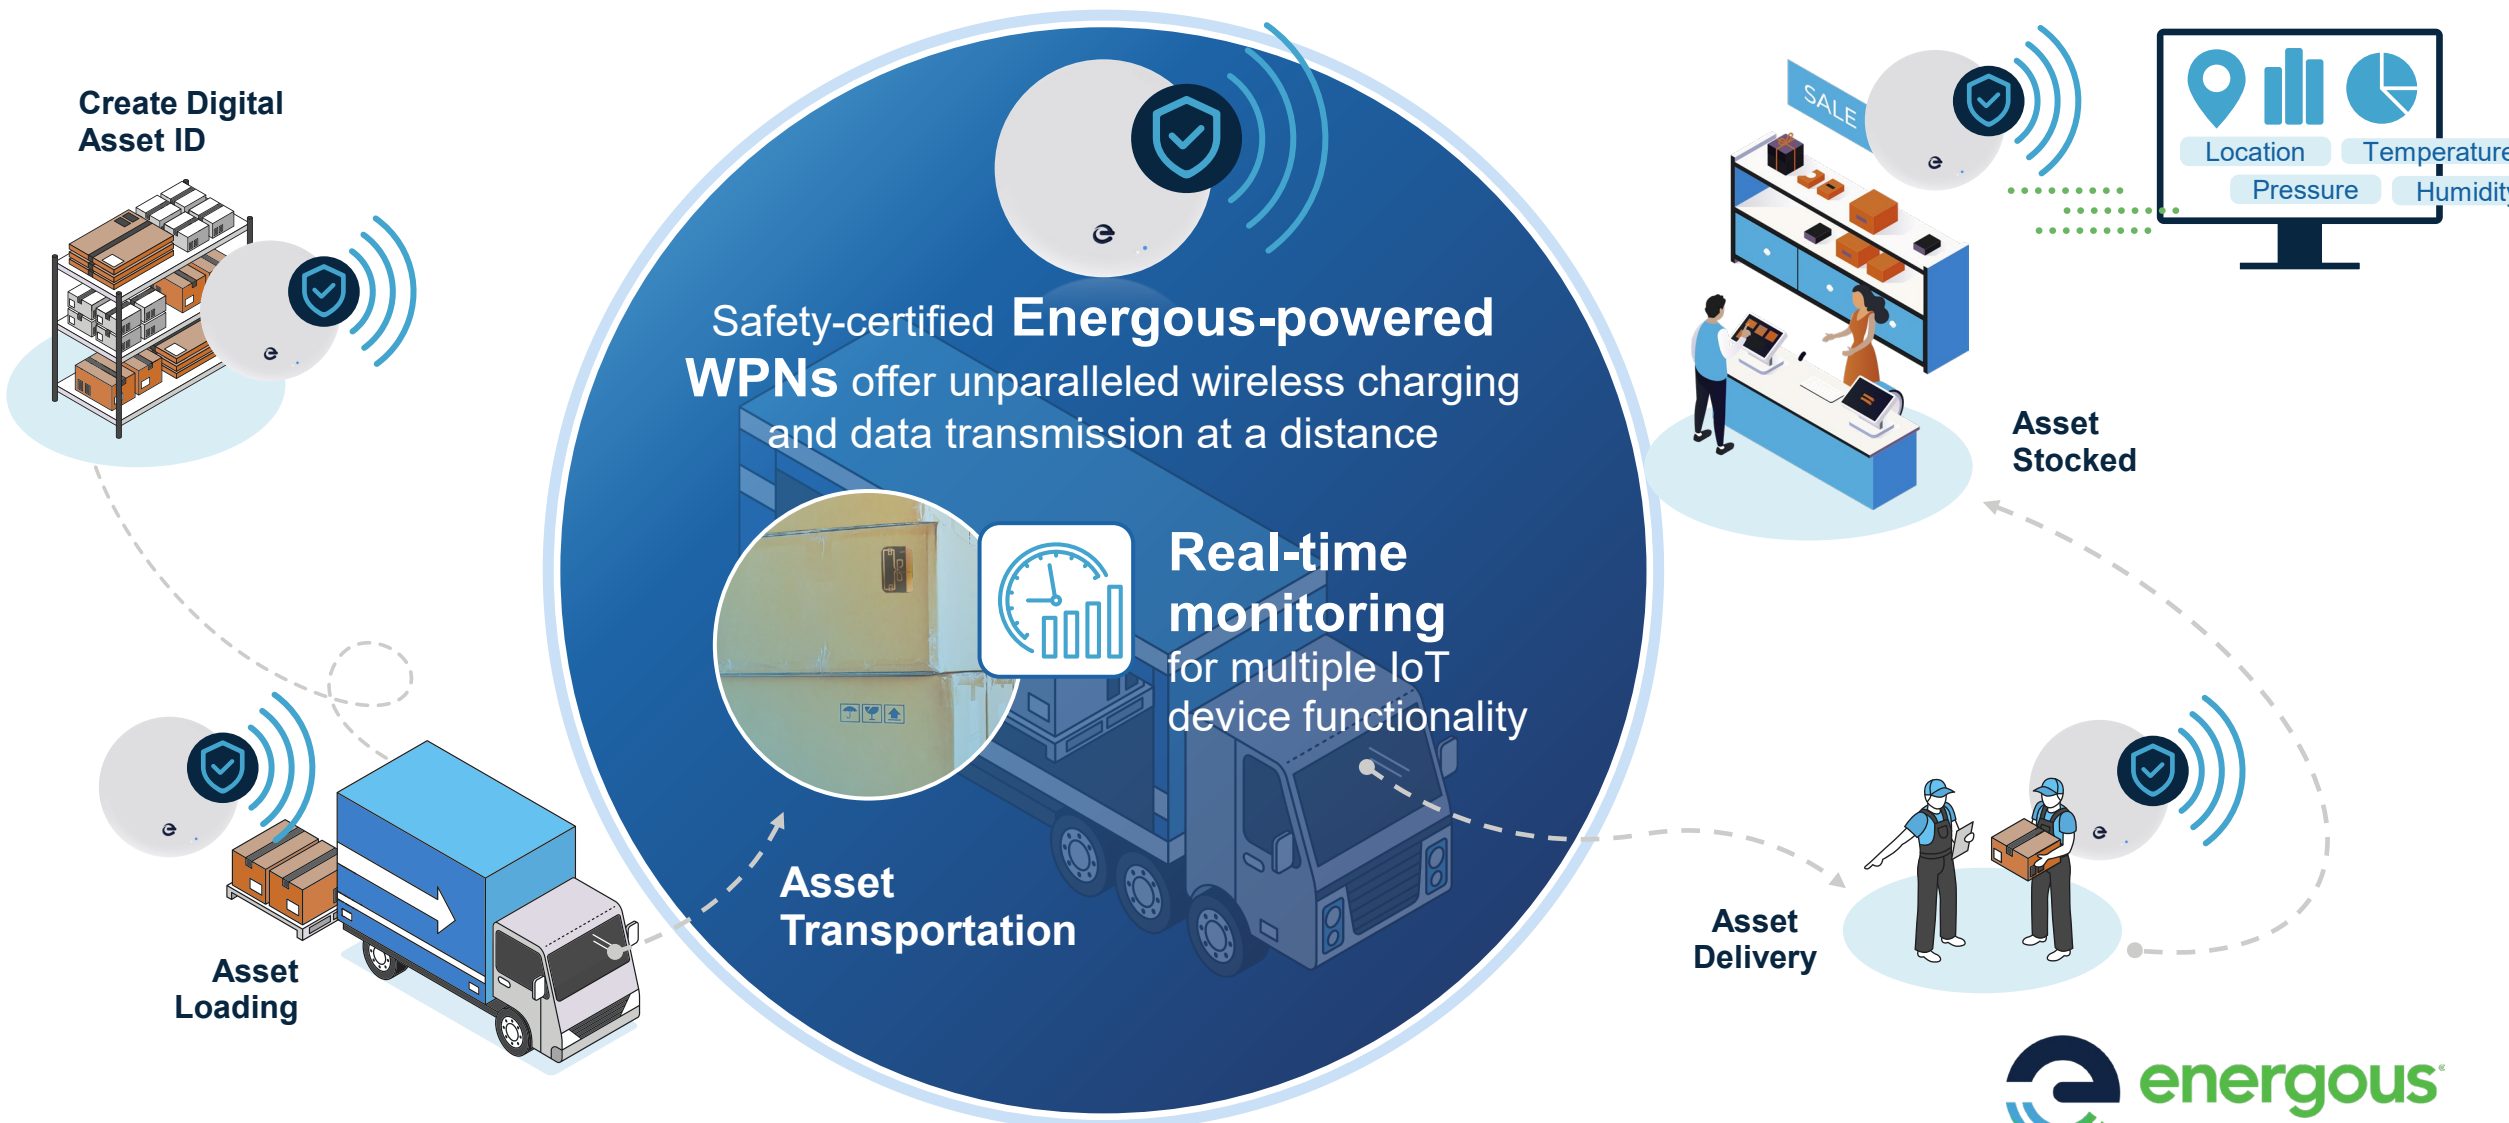 Create Digital
Asset ID
Safety-certified Energous-powered
WPNs offer unparalleled wireless charging
and data transmission at a distance
Real-time
monitoring
for multiple IoT
device functionality
Asset
Transportation
Asset
Loading
SALE
Location
Temperature
Pressure
Humidity
Asset
Stocked
Asset
Delivery
energous